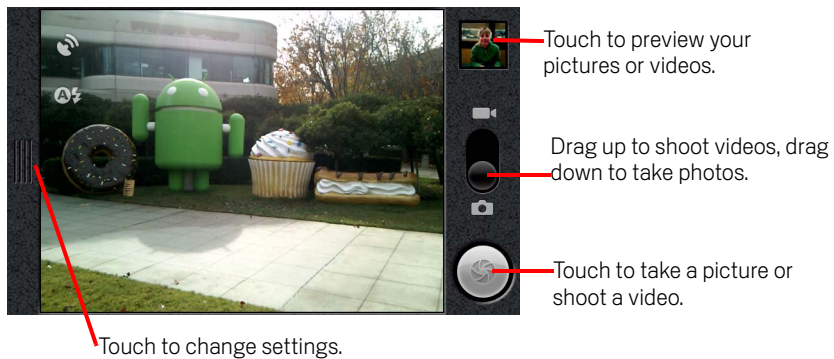 Touch to preview your
pictures or videos.
Drag up to shoot videos, drag
down to take photos.
Touch to take a picture or
shoot a video.
Touch to change settings.